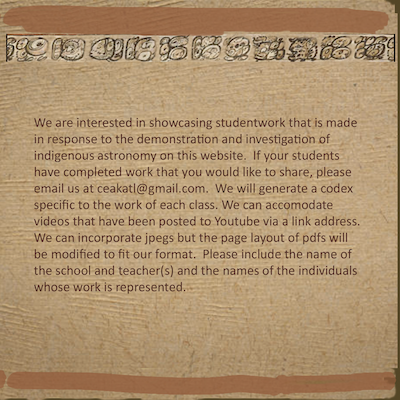 We are interested in showcasing studentwork that is made
in response to the demonstration and investigation of
indigenous astronomy on this website.  If your students
have completed work that you would like to share, please
email us at ceakatl@gmail.com.  We will generate a codex
specific to the work of each class. We can accomodate
videos that have been posted to Youtube via a link address.
We can incorporate jpegs but the page layout of pdfs will
be modified to fit our format.  Please include the name of
the school and teacher(s) and the names of the individuals
whose work is represented.